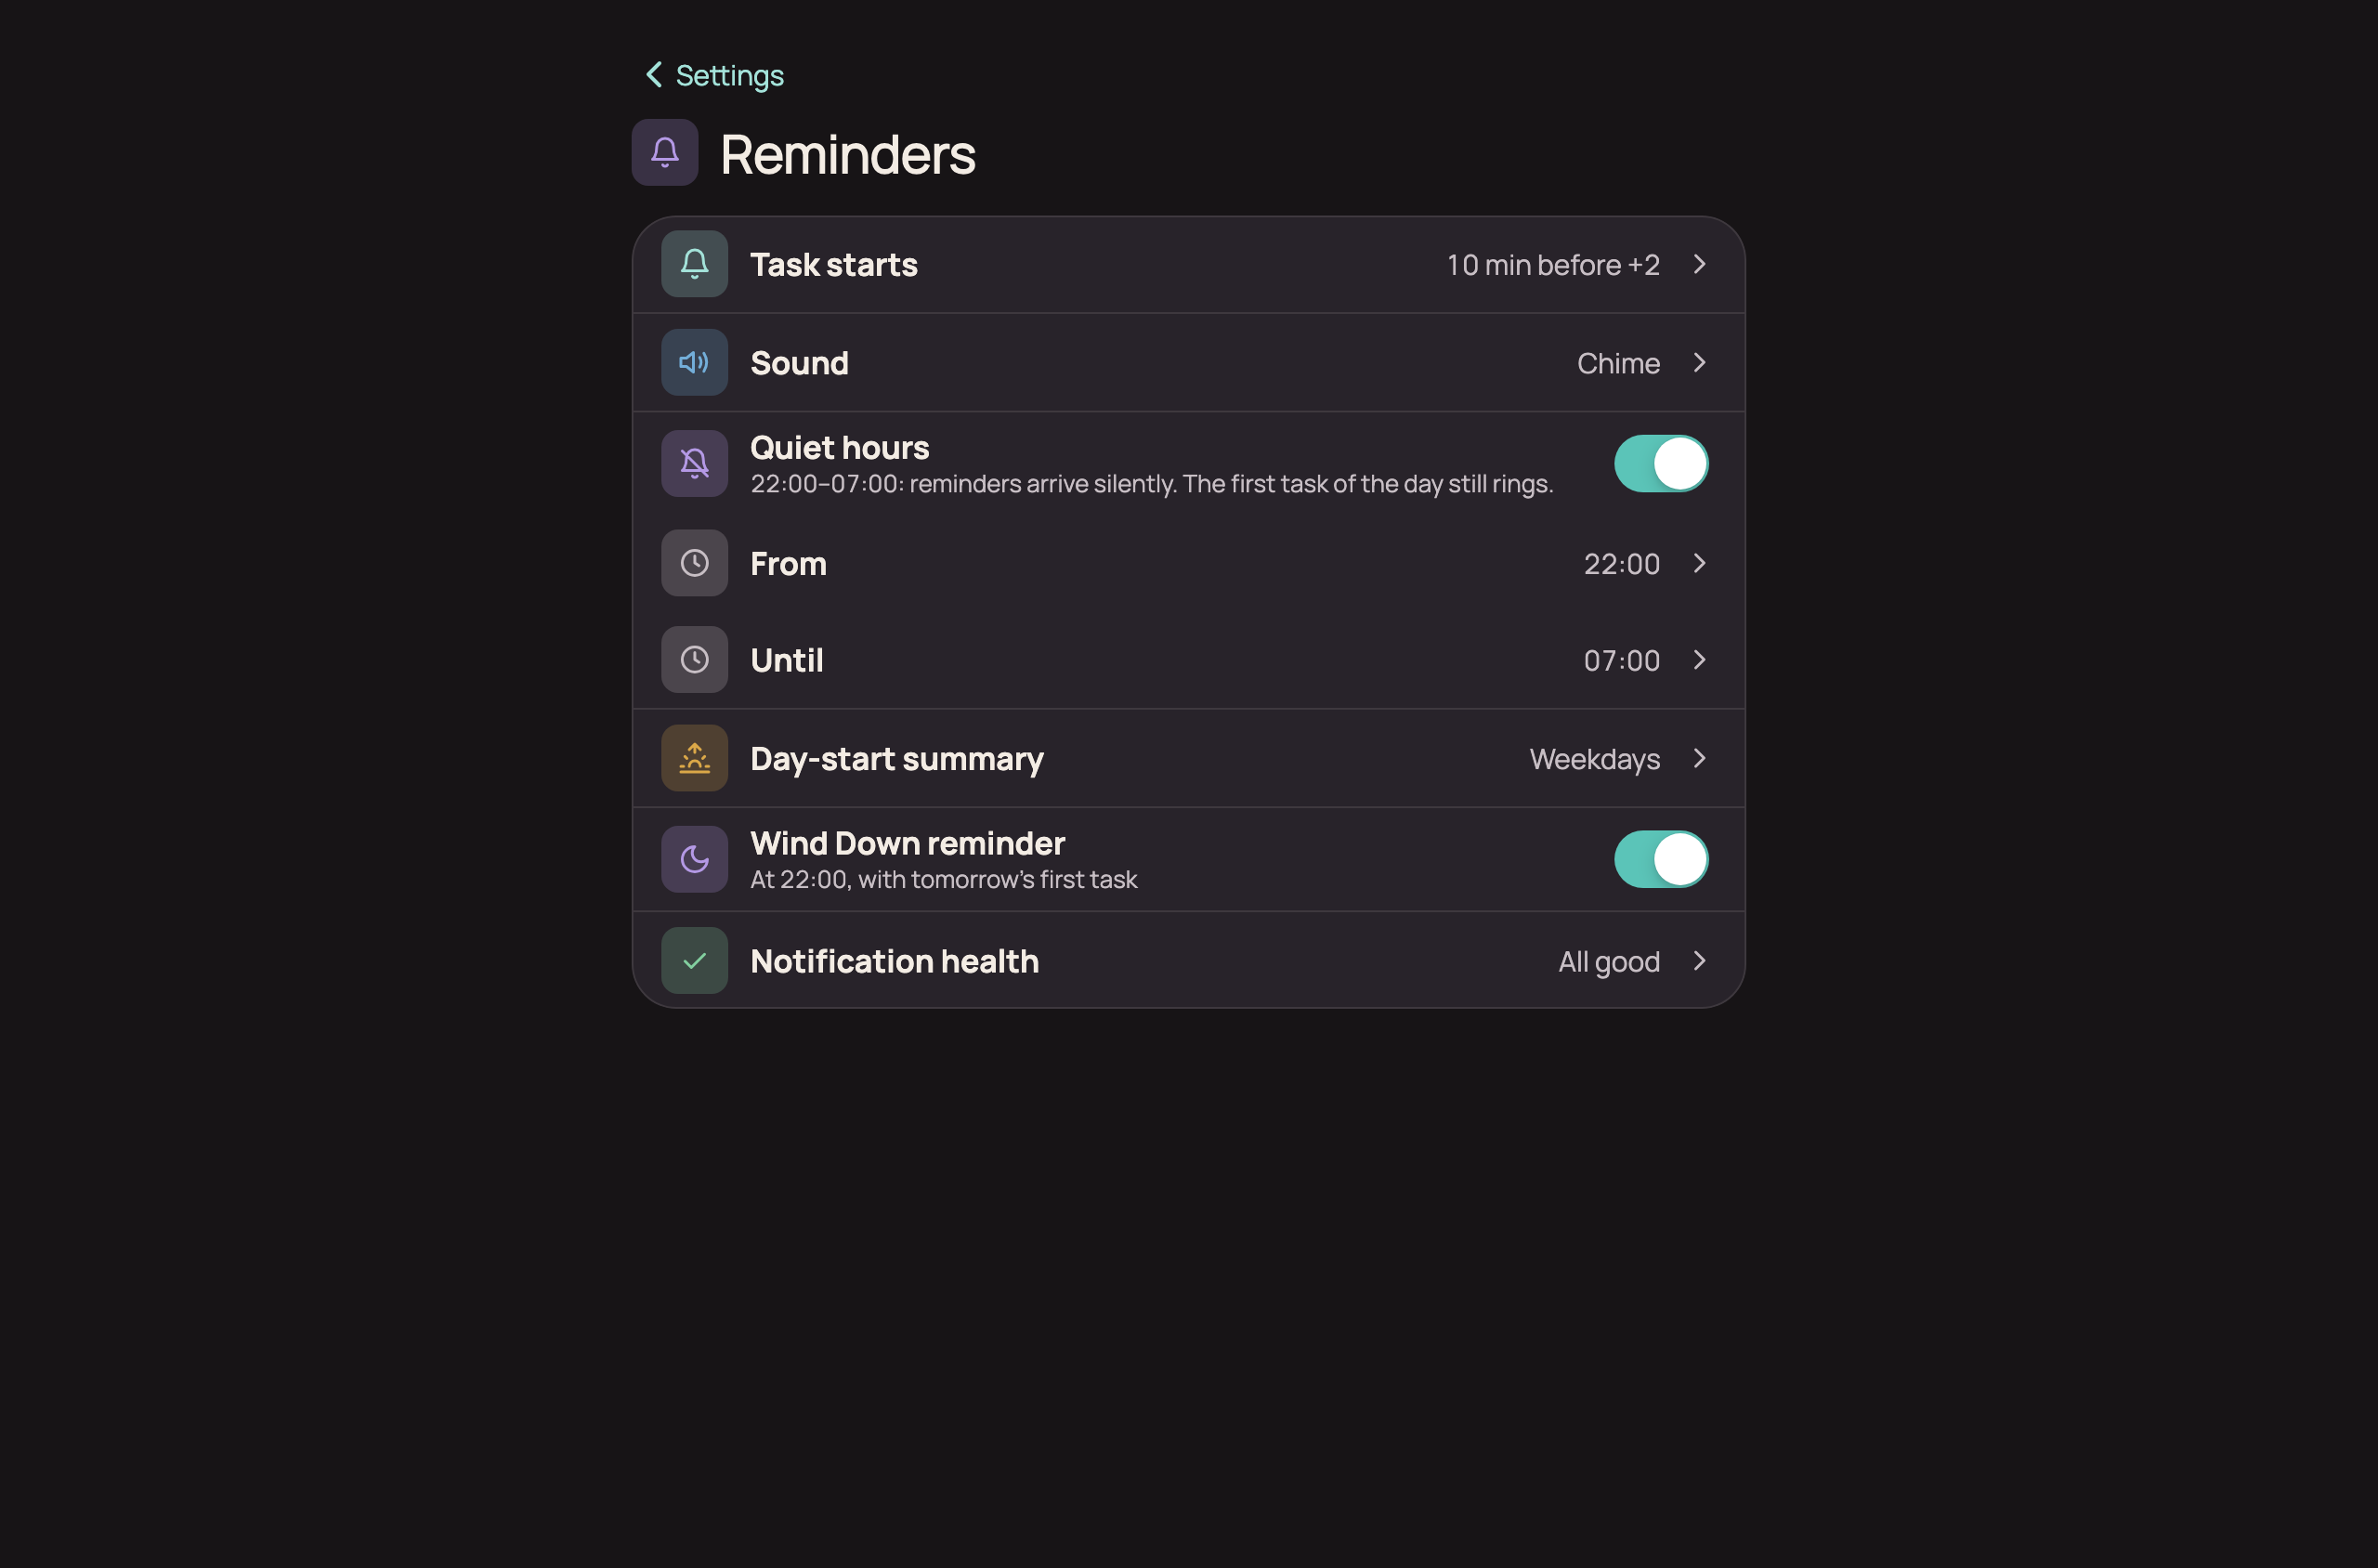 Settings
Reminders
Task starts
10 min before +2
Sound
Chime
Quiet hours
22:00–07:00: reminders arrive silently. The first task of the day still rings.
From
22:00
Until
07:00
Day-start summary
Weekdays
Wind Down reminder
At 22:00, with tomorrow’s first task
Notification health
All good